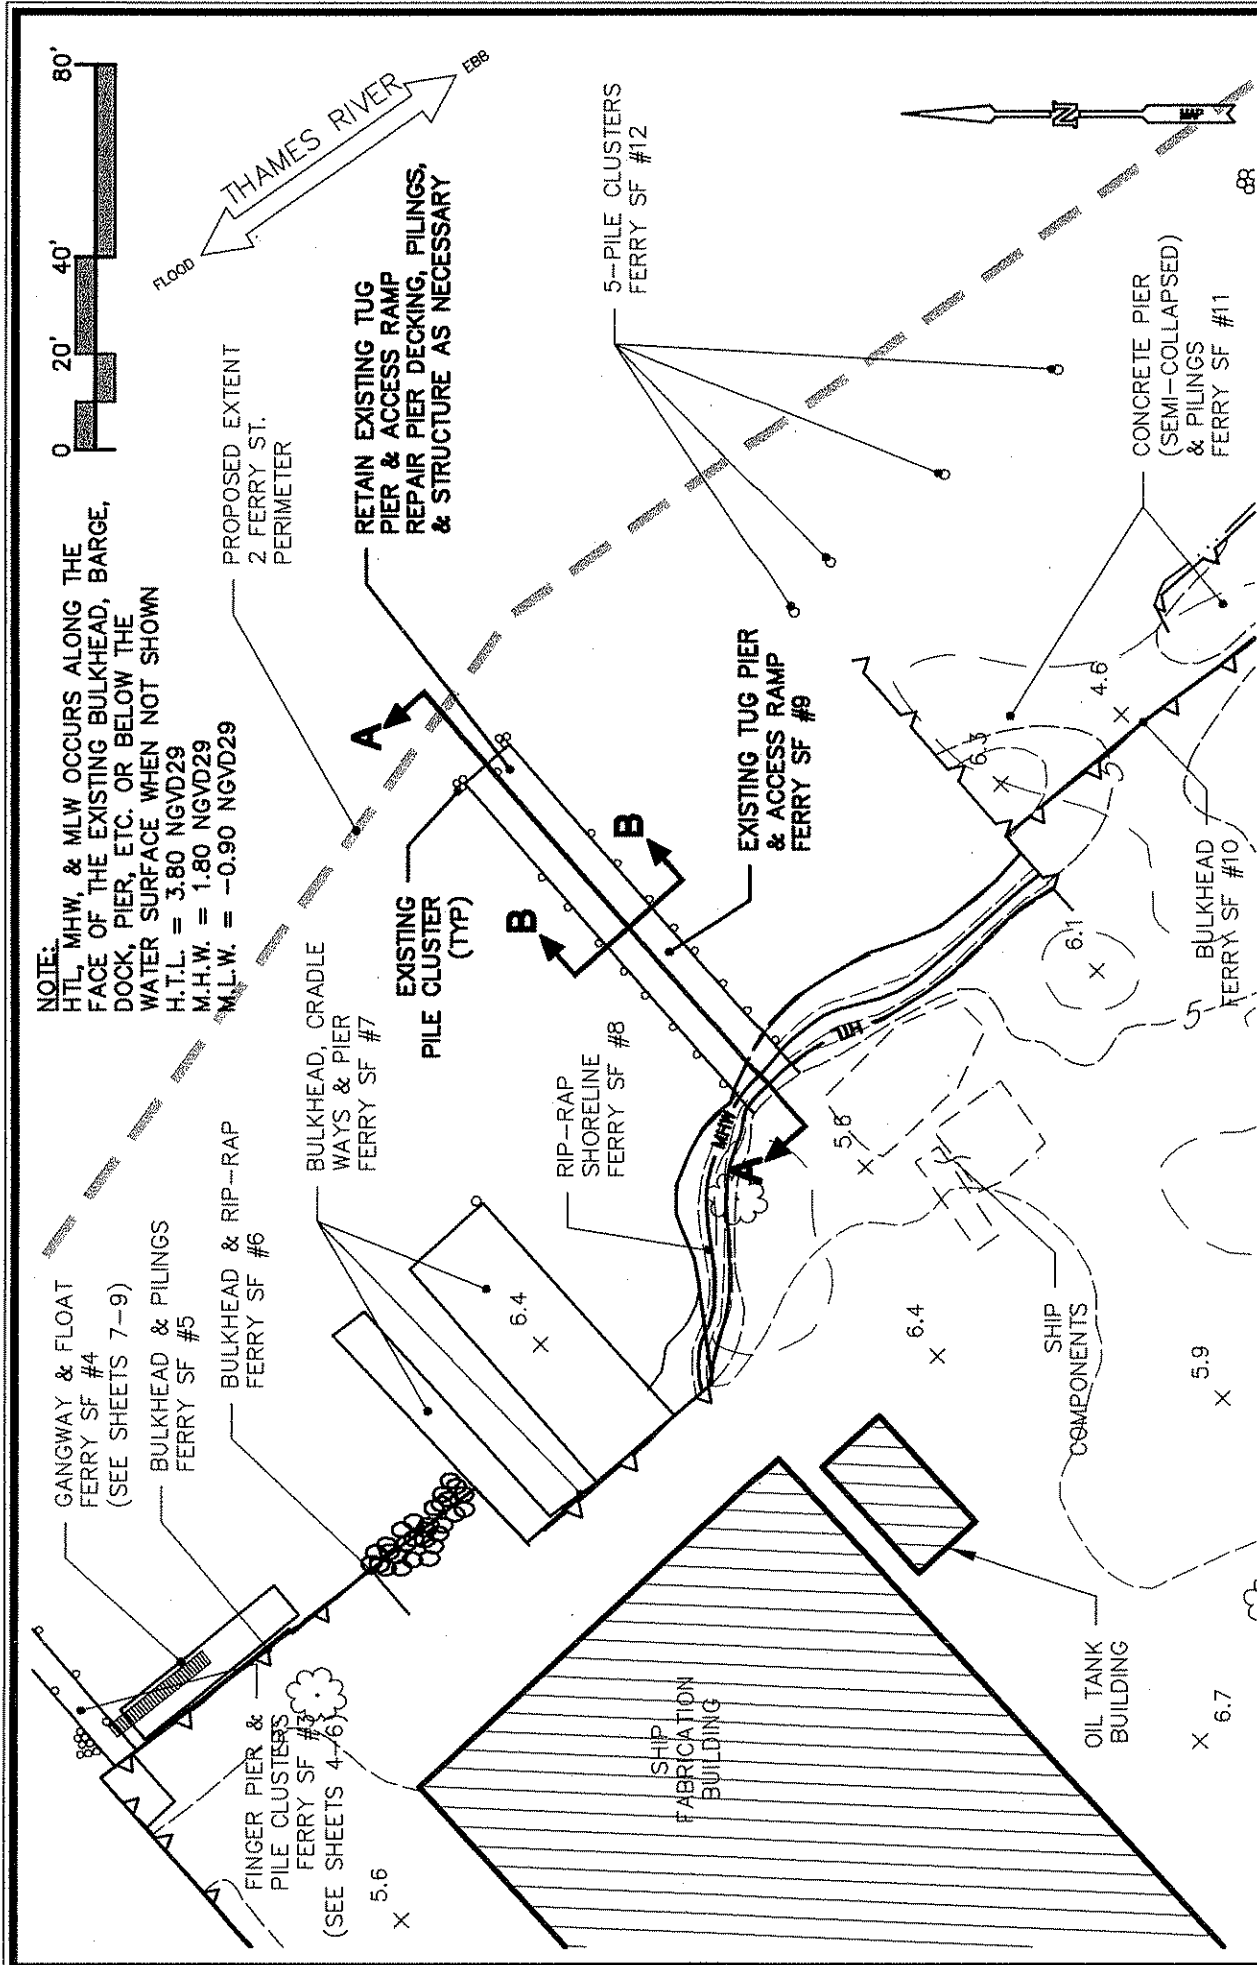 NOTE:
HTL, MHW, & MLW OCCURS ALONG THE
FACE OF THE EXISTING BULKHEAD, BARGE,
DOCK, PIER, ETC. OR BELOW THE
WATER SURFACE WHEN NOT SHOWN
H.T.L. = 3.80 NGVD29
M.H.W. = 1.80 NGVD29
M.L.W. = -0.90 NGVD29
0 20' 40' 80'
THAMES RIVER
FLOOD
EBB
GANGWAY & FLOAT
FERRY SF #4
(SEE SHEETS 7-9)
BULKHEAD & PILINGS
FERRY SF #5
BULKHEAD & RIP-RAP
FERRY SF #6
BULKHEAD, CRADLE
WAYS & PIER
FERRY SF #7
PROPOSED EXTENT
2 FERRY ST.
PERIMETER
RETAIN EXISTING TUG
PIER & ACCESS RAMP
REPAIR PIER DECKING, PILINGS,
& STRUCTURE AS NECESSARY
EXISTING
PILE CLUSTER
(TYP)
A
B
B
A
FINGER PIER &
PILE CLUSTERS
FERRY SF #3
(SEE SHEETS 4-6)
5.6
6.4
RIP-RAP
SHORELINE
FERRY SF #8
MHW
HTL
5-PILE CLUSTERS
FERRY SF #12
EXISTING TUG PIER
& ACCESS RAMP
FERRY SF #9
SHIP
FABRICATION
BUILDING
5.6
6.3
4.6
6.4
6.1
5
5
N
MAP
CONCRETE PIER
(SEMI-COLLAPSED)
& PILINGS
FERRY SF #11
BULKHEAD
FERRY SF #10
SHIP
COMPONENTS
OIL TANK
BUILDING
5.9
6.7